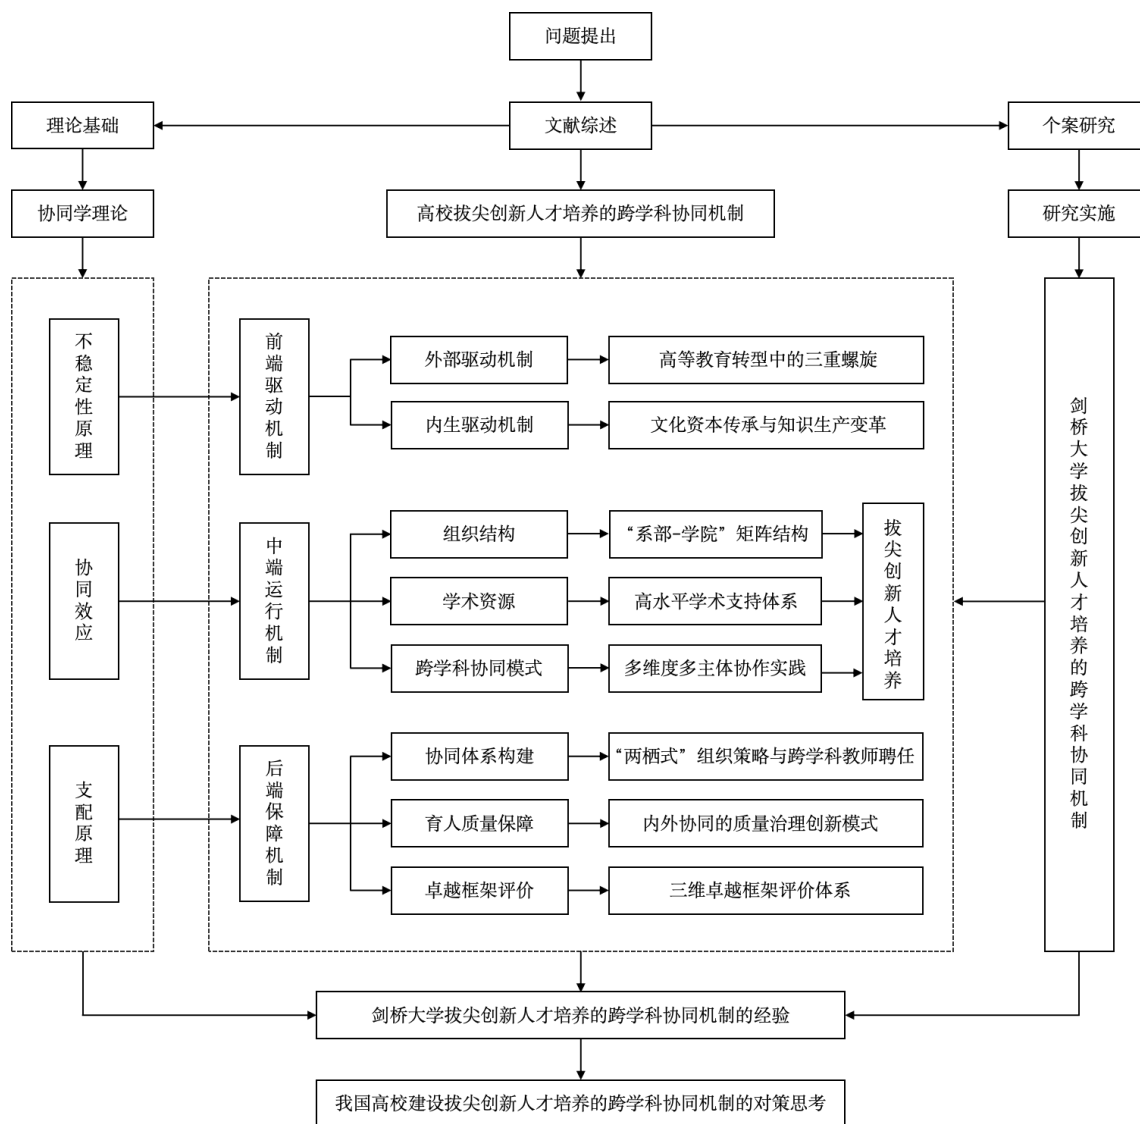 问题提出
理论基础
文献综述
个案研究
协同学理论
高校拔尖创新人才培养的跨学科协同机制
研究实施
不稳定性原理
前端驱动机制
外部驱动机制
高等教育转型中的三重螺旋
内生驱动机制
文化资本传承与知识生产变革
协同效应
中端运行机制
组织结构
“系部-学院”矩阵结构
学术资源
高水平学术支持体系
跨学科协同模式
多维度多主体协作实践
拔尖创新人才培养
支配原理
后端保障机制
协同体系构建
“两栖式”组织策略与跨学科教师聘任
育人质量保障
内外协同的质量治理创新模式
卓越框架评价
三维卓越框架评价体系
剑桥大学拔尖创新人才培养的跨学科协同机制
剑桥大学拔尖创新人才培养的跨学科协同机制的经验
我国高校建设拔尖创新人才培养的跨学科协同机制的对策思考